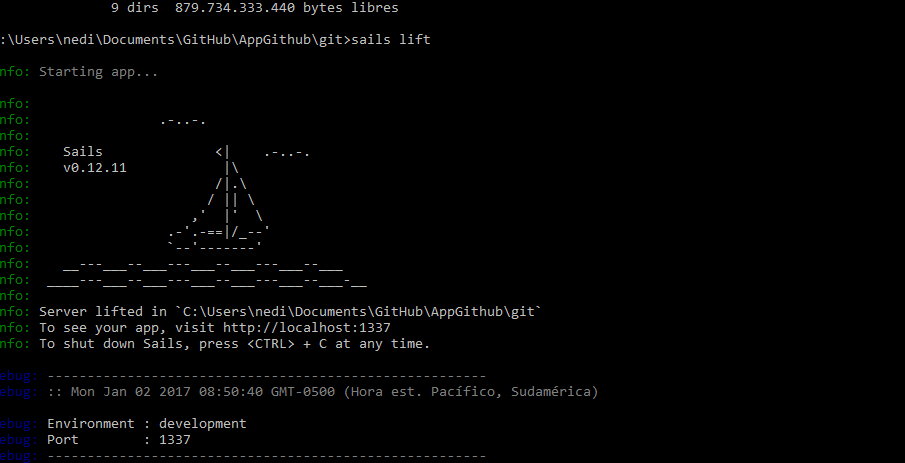 9 dirs  879.734.333.440 bytes libres
:\Users\nedi\Documents\GitHub\AppGithub\git>sails lift
nfo: Starting app...
nfo:
nfo:                 .-..-.
nfo:
nfo:    Sails              <|    .-..-.
nfo:    v0.12.11            |\
nfo:                       /|.\
nfo:                      / || \
nfo:                    ,'  |'  \
nfo:                 .-'.-==|/_--'
nfo:                 `--'-------'
nfo:    __---___--___---___--___---___--___
nfo:  ____---___--___---___--___---___--___-__
nfo:
nfo: Server lifted in `C:\Users\nedi\Documents\GitHub\AppGithub\git`
nfo: To see your app, visit http://localhost:1337
nfo: To shut down Sails, press <CTRL> + C at any time.
ebug: -------------------------------------------------------
ebug: :: Mon Jan 02 2017 08:50:40 GMT-0500 (Hora est. Pacífico, Sudamérica)
ebug: Environment : development
ebug: Port        : 1337
ebug: -------------------------------------------------------